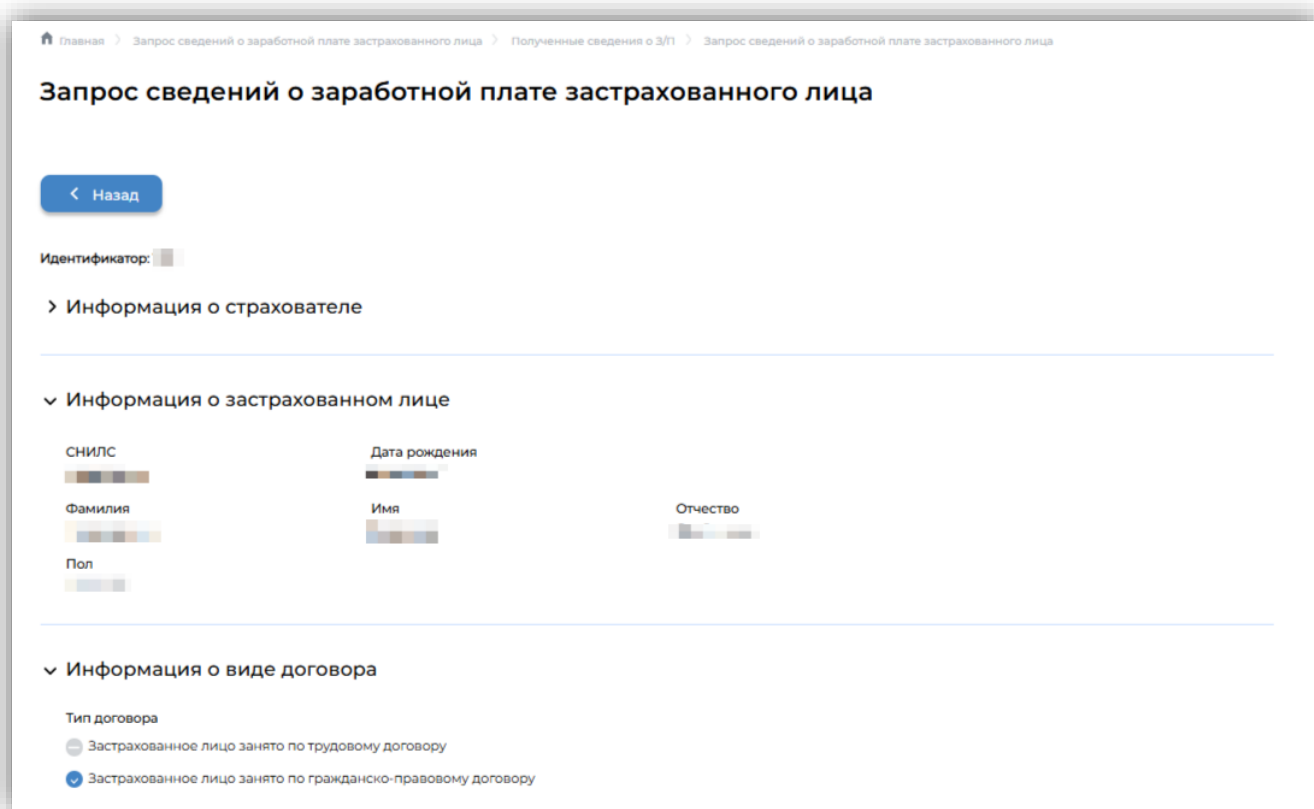 Главная > Запрос сведений о заработной плате застрахованного лица > Полученные сведения о З/П > Запрос сведений о заработной плате застрахованного лица
Запрос сведений о заработной плате застрахованного лица
Назад
Идентификатор:
Информация о страхователе
Информация о застрахованном лице
СНИЛС Дата рождения
Фамилия Имя Отчество
Пол
Информация о виде договора
Тип договора
Застрахованное лицо занято по трудовому договору
Застрахованное лицо занято по гражданско-правовому договору